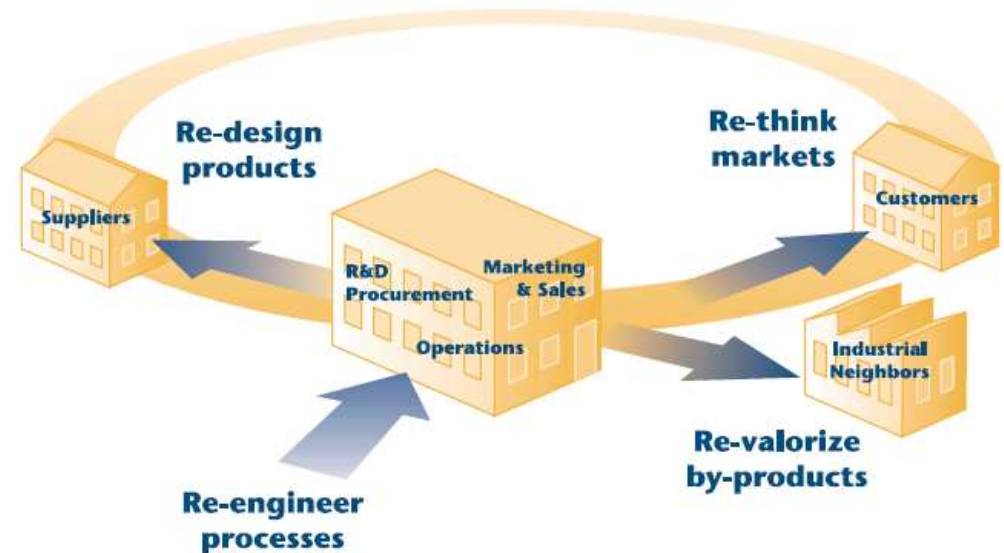 Re-design
products
Re-think
markets
Suppliers
Customers
R&D
Procurement
Marketing
& Sales
Operations
Industrial
Neighbors
Re-valorize
by-products
Re-engineer
processes